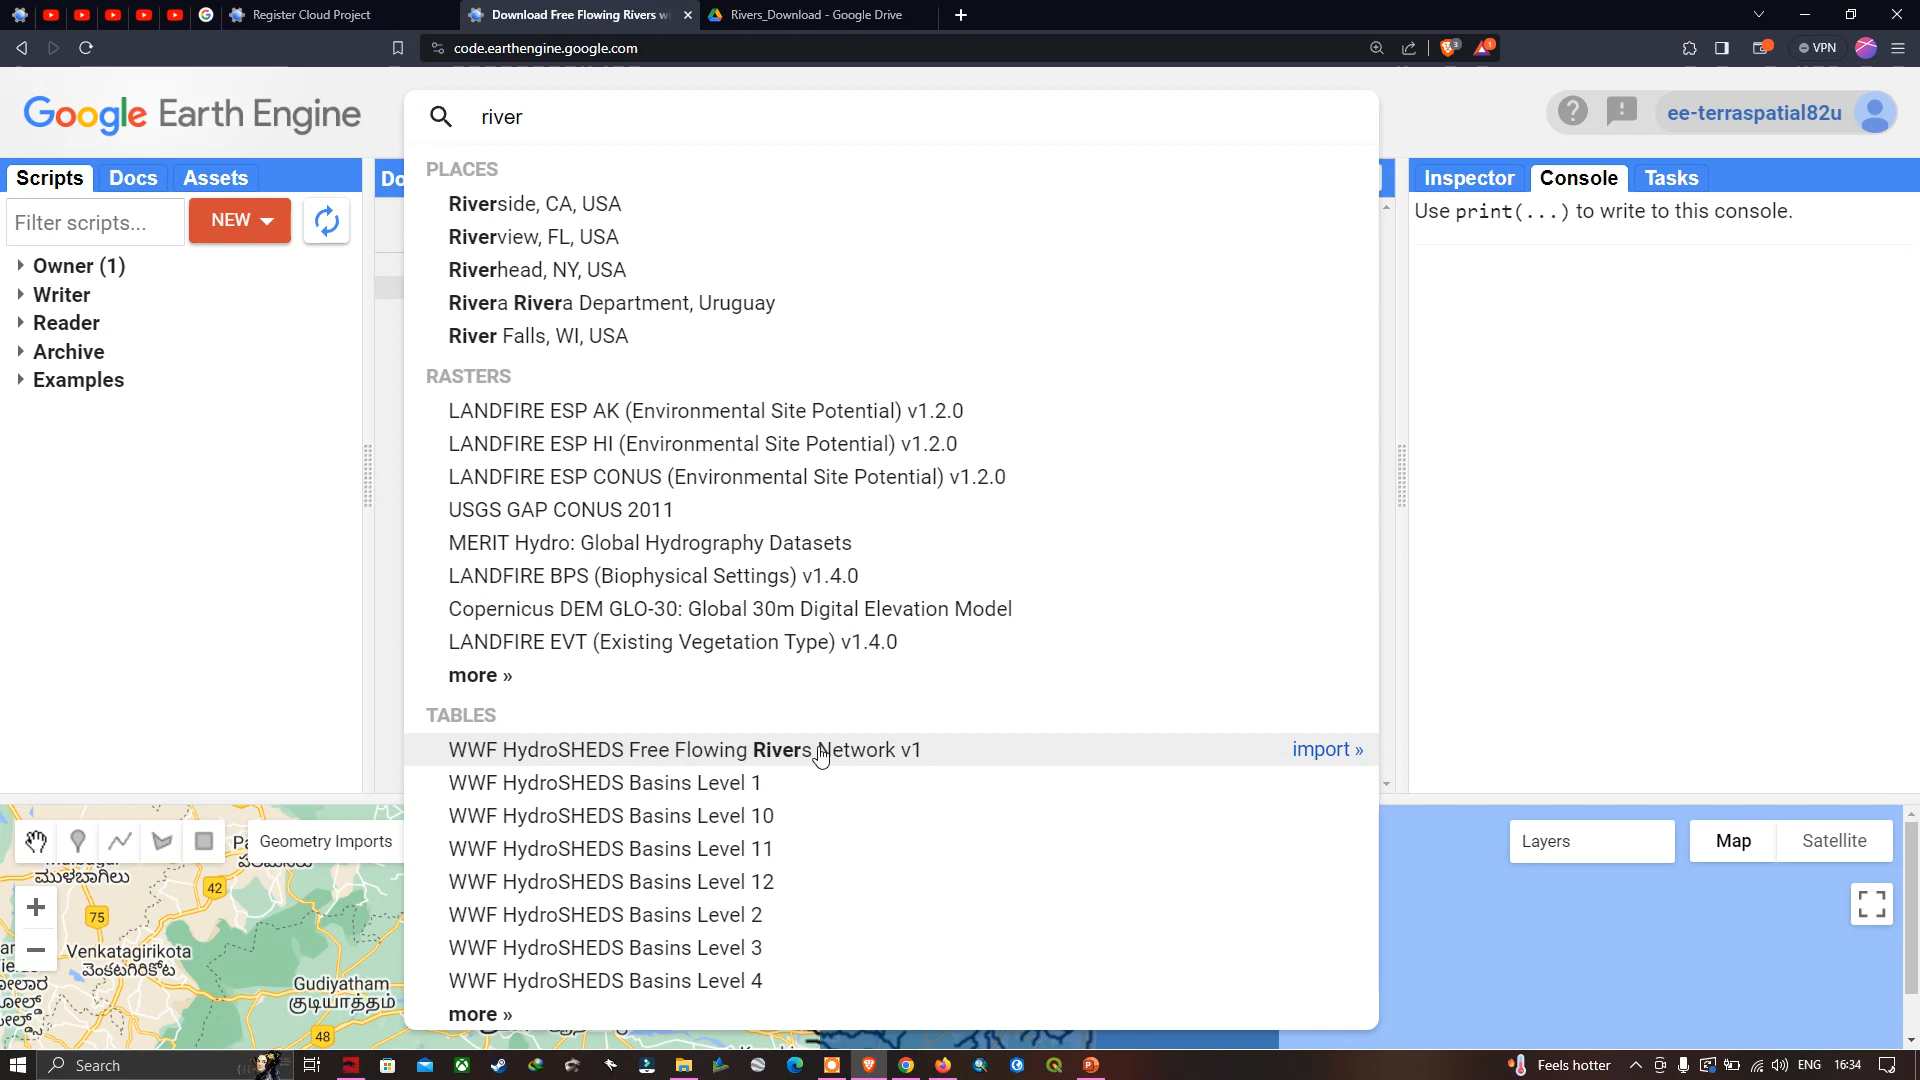 Register Cloud Project
Download Free Flowing Rivers w
Rivers_Download - Google Drive
code.earthengine.google.com
3
1
VPN
Google Earth Engine
river
ee-terraspatial82u
Scripts Docs Assets
Do
Inspector Console Tasks
Filter scripts...
NEW
Use print(...) to write to this console.
Owner (1)
Writer
Reader
Archive
Examples
PLACES
Riverside, CA, USA
Riverview, FL, USA
Riverhead, NY, USA
Rivera Rivera Department, Uruguay
River Falls, WI, USA
RASTERS
LANDFIRE ESP AK (Environmental Site Potential) v1.2.0
LANDFIRE ESP HI (Environmental Site Potential) v1.2.0
LANDFIRE ESP CONUS (Environmental Site Potential) v1.2.0
USGS GAP CONUS 2011
MERIT Hydro: Global Hydrography Datasets
LANDFIRE BPS (Biophysical Settings) v1.4.0
Copernicus DEM GLO-30: Global 30m Digital Elevation Model
LANDFIRE EVT (Existing Vegetation Type) v1.4.0
more »
TABLES
WWF HydroSHEDS Free Flowing Rivers Network v1 import »
WWF HydroSHEDS Basins Level 1
WWF HydroSHEDS Basins Level 10
WWF HydroSHEDS Basins Level 11
WWF HydroSHEDS Basins Level 12
WWF HydroSHEDS Basins Level 2
WWF HydroSHEDS Basins Level 3
WWF HydroSHEDS Basins Level 4
more »
Geometry Imports
Layers
Map Satellite
ముళబాగిలు
42
75
Venkatagirikota
వెంకటగిరికోట
Gudiyatham
குடியாத்தம்
48
Search
Feels hotter
ENG 16:34